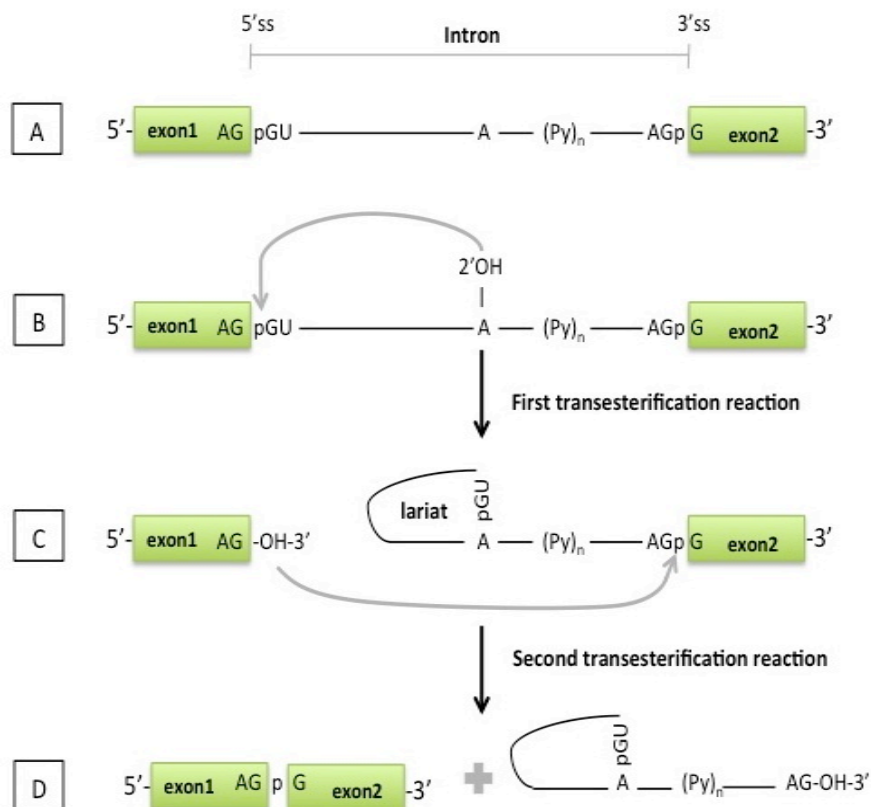 5'ss Intron 3'ss
A 5'- exon1 AG pGU A (Py)n AGp G exon2 -3'
2'OH
B 5'- exon1 AG pGU A (Py)n AGp G exon2 -3'
First transesterification reaction
lariat pGU
C 5'- exon1 AG -OH-3' A (Py)n AGp G exon2 -3'
Second transesterification reaction
pGU
D 5'- exon1 AG p G exon2 -3' + A (Py)n AG-OH-3'